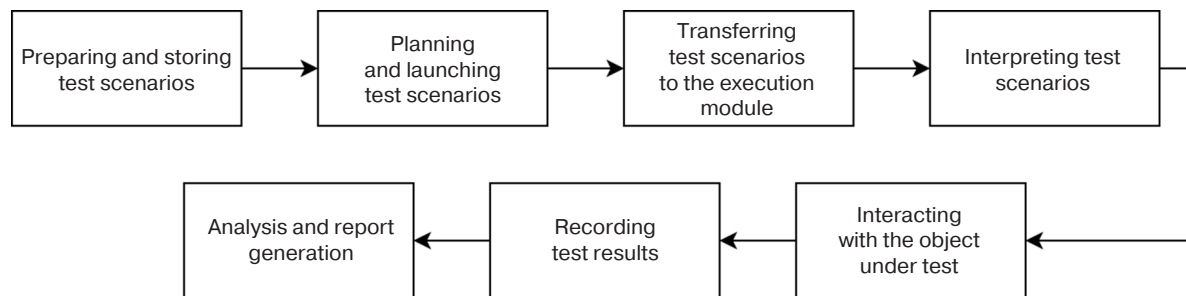 Preparing and storing
test scenarios
Planning
and launching
test scenarios
Transferring
test scenarios
to the execution
module
Interpreting test
scenarios
Interacting
with the object
under test
Recording
test results
Analysis and report
generation